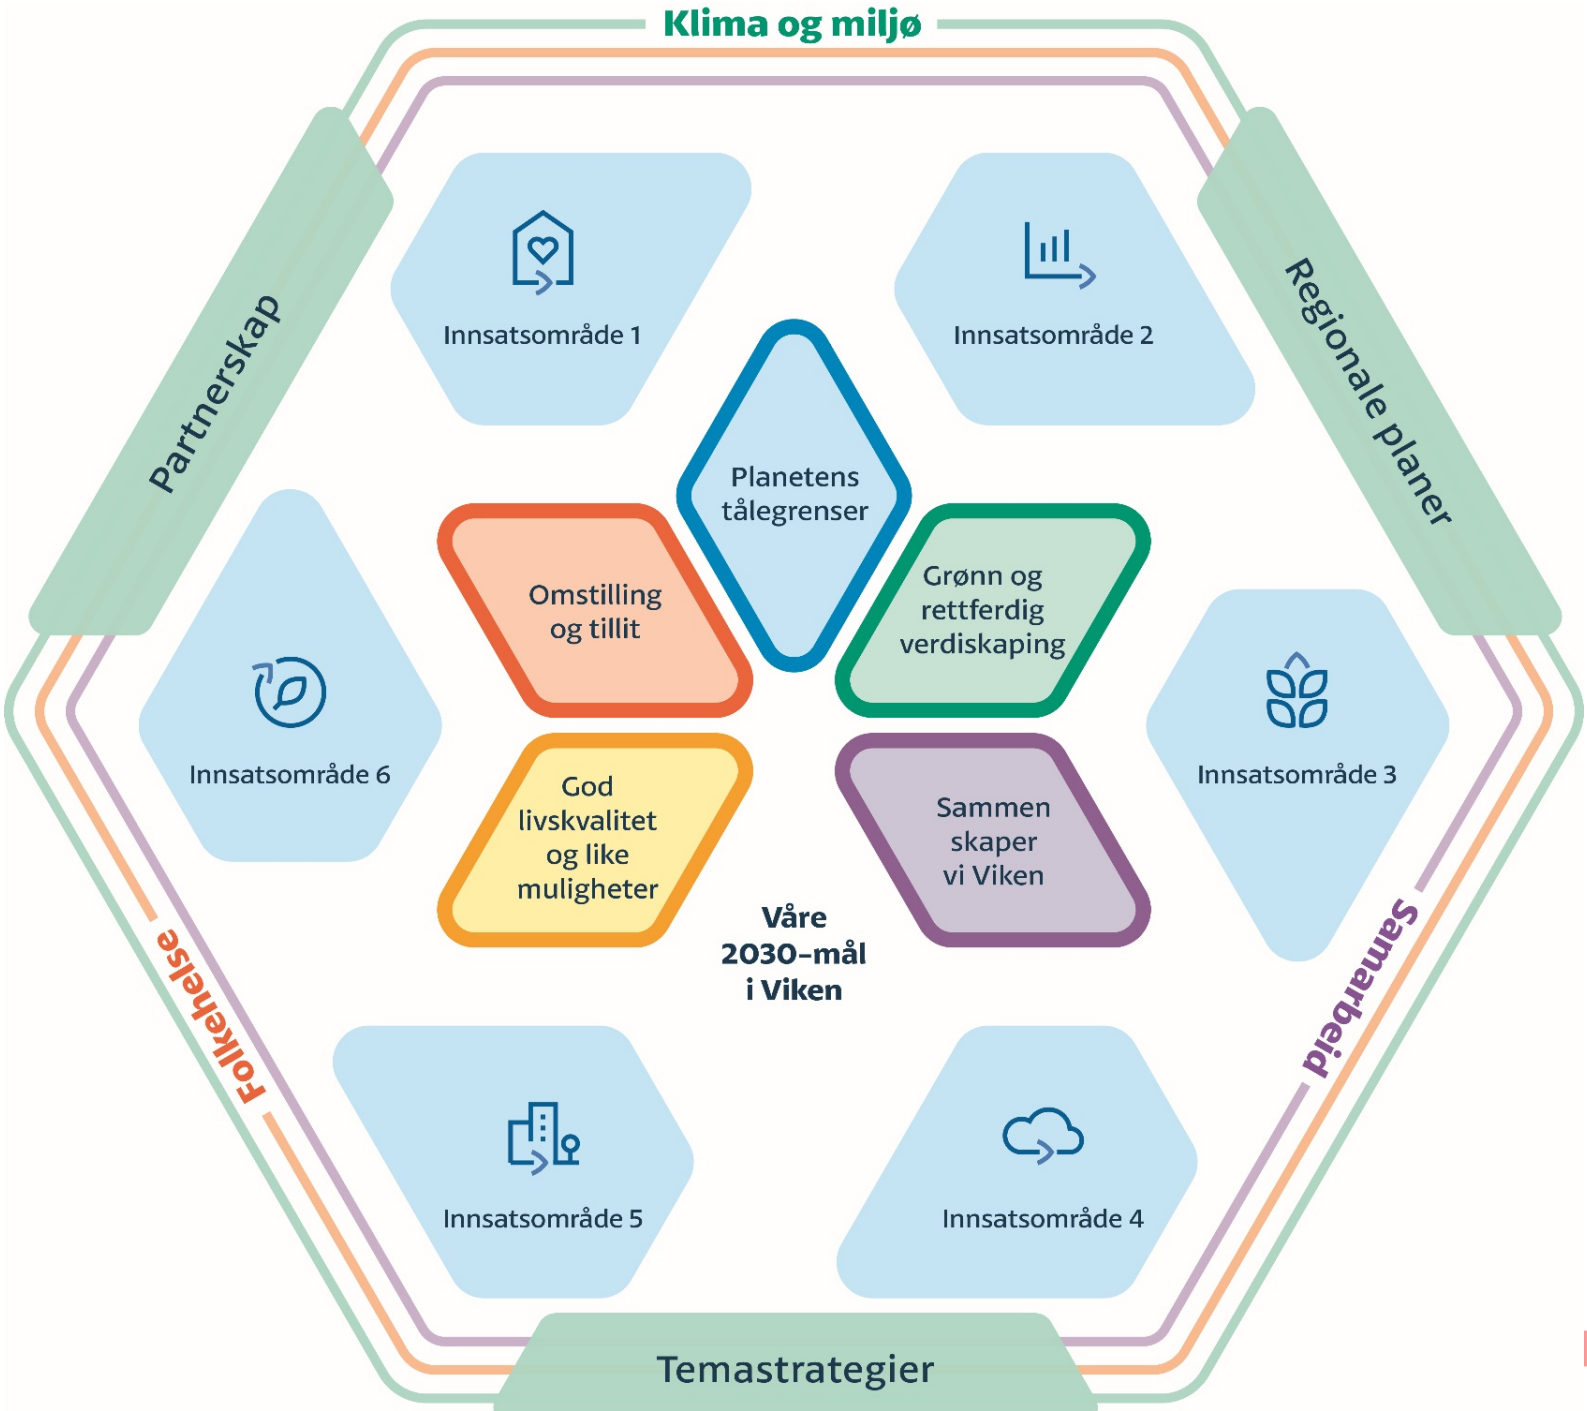 Klima og miljø
Partnerskap
Regionale planer
Innsatsområde 1
Innsatsområde 2
Planetens
tålegrenser
Omstilling
og tillit
Grønn og
rettferdig
verdiskaping
Innsatsområde 6
Innsatsområde 3
God
livskvalitet
og like
muligheter
Sammen
skaper
vi Viken
Våre
2030-mål
i Viken
Folkehelse
Samarbeid
Innsatsområde 5
Innsatsområde 4
Temastrategier